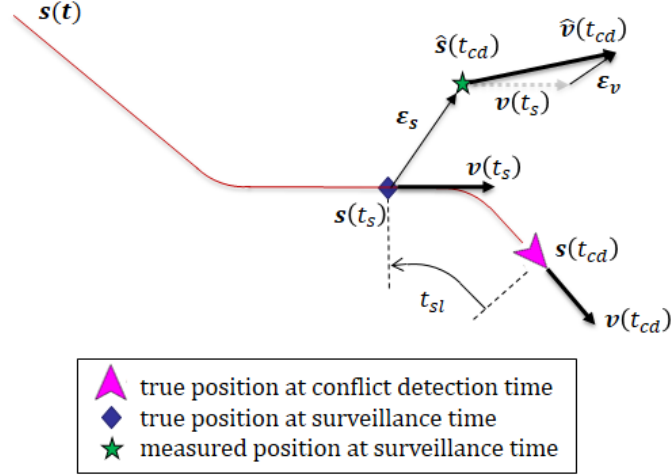 s(t)
ŝ(t_cd)
v̂(t_cd)
v(t_s)
ε_v
ε_s
v(t_s)
s(t_s)
s(t_cd)
t_sl
v(t_cd)
true position at conflict detection time
true position at surveillance time
measured position at surveillance time